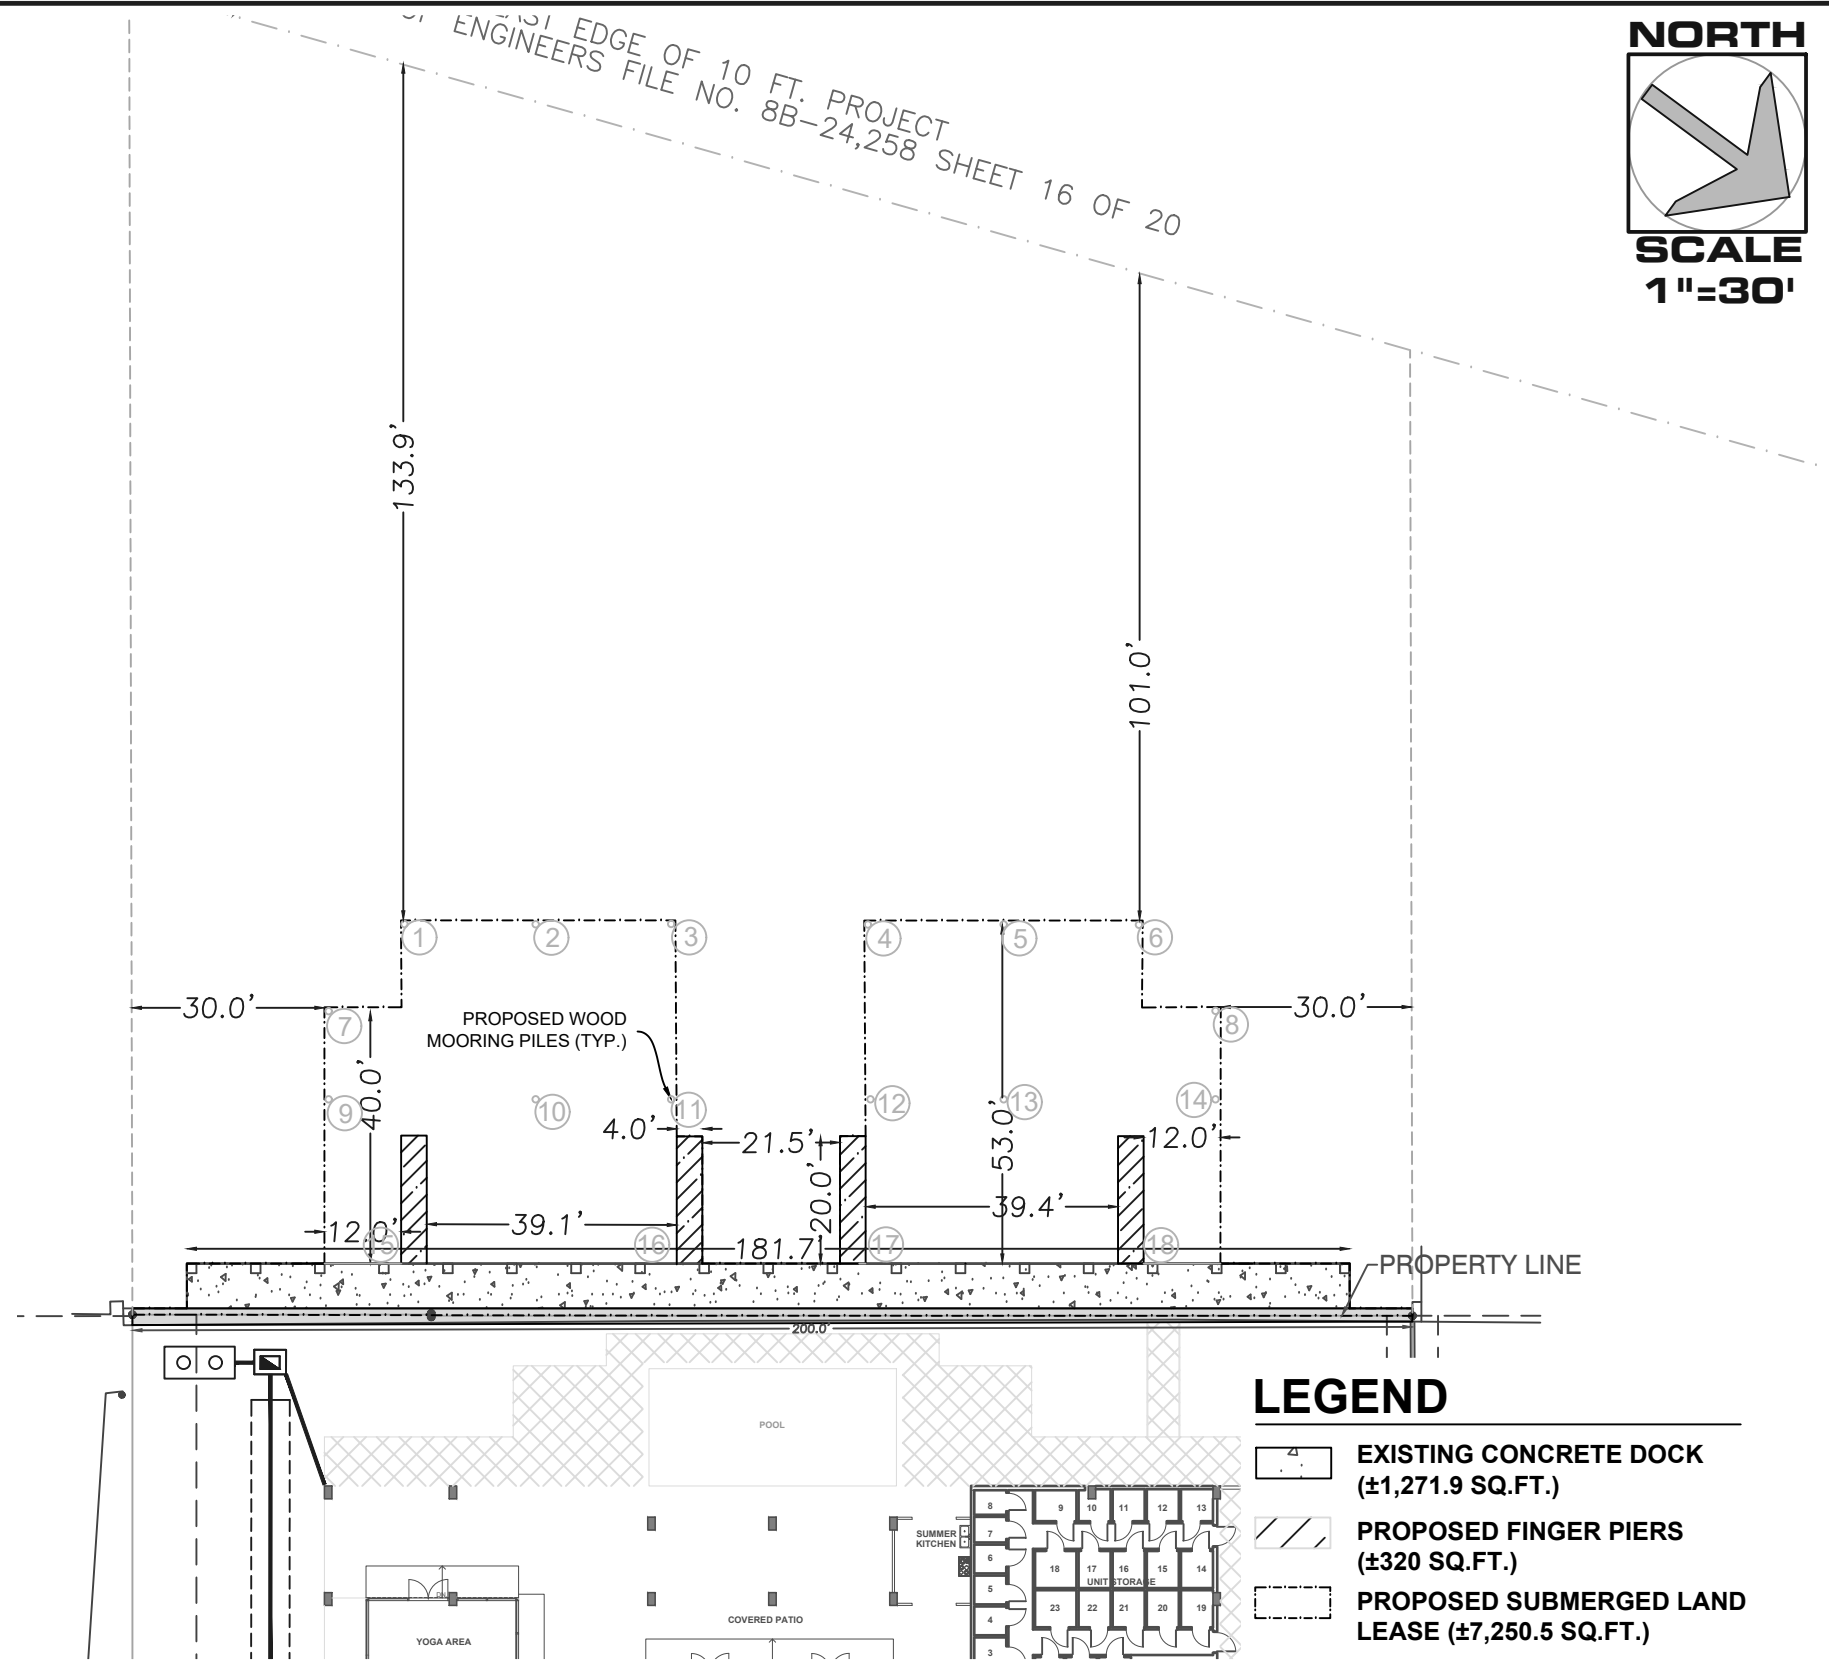 EAST EDGE OF 10 FT. PROJECT
ENGINEERS FILE NO. 8B-24,258 SHEET 16 OF 20
NORTH
SCALE
1"=30'
133.9'
101.0'
1
2
3
4
5
6
30.0'
30.0'
7
8
PROPOSED WOOD
MOORING PILES (TYP.)
40.0'
9
10
11
12
13
14
4.0'
21.5'
53.0'
12.0'
20.0'
39.1'
39.4'
12.0'
15
16
181.7'
17
18
PROPERTY LINE
200.0'
POOL
LEGEND
EXISTING CONCRETE DOCK
(±1,271.9 SQ.FT.)
PROPOSED FINGER PIERS
(±320 SQ.FT.)
PROPOSED SUBMERGED LAND
LEASE (±7,250.5 SQ.FT.)
SUMMER
KITCHEN
8
9
10
11
12
13
7
6
18
17
16
15
14
UNIT STORAGE
5
4
23
22
21
20
19
3
DN
COVERED PATIO
YOGA AREA